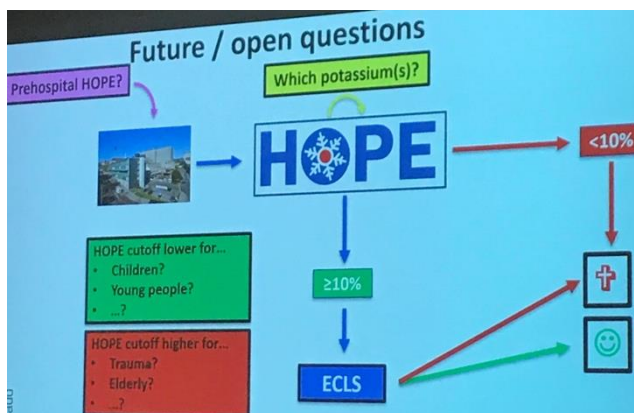 Future / open questions
Prehospital HOPE?
Which potassium(s)?
HOPE
<10%
HOPE cutoff lower for...
• Children?
• Young people?
• ...?
≥10%
HOPE cutoff higher for...
• Trauma?
• Elderly?
• ...?
ECLS